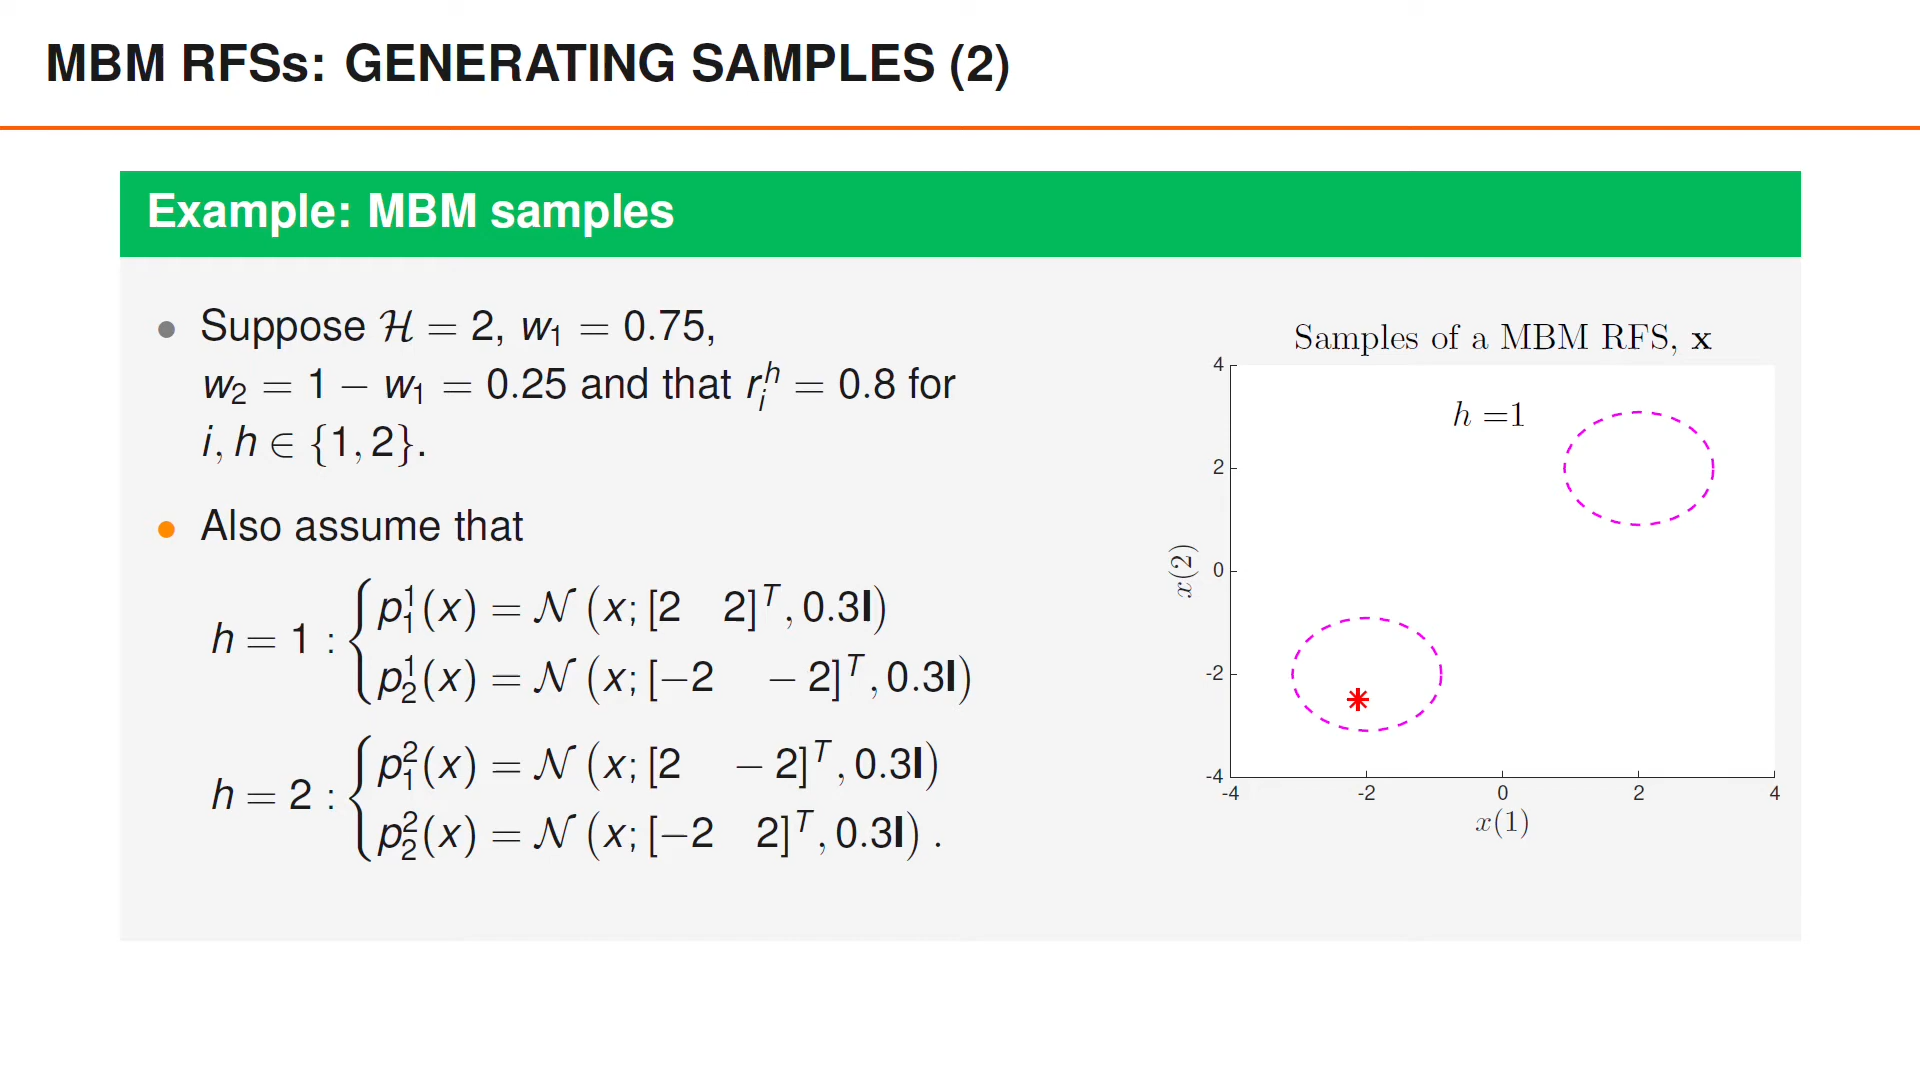 MBM RFSs: GENERATING SAMPLES (2)
Example: MBM samples
• Suppose ℋ = 2, w₁ = 0.75,
w₂ = 1 − w₁ = 0.25 and that rᵢʰ = 0.8 for
i, h ∈ {1, 2}.
• Also assume that
h = 1 : { p₁¹(x) = 𝒩 (x; [2 2]ᵀ, 0.3I)
p₂¹(x) = 𝒩 (x; [−2 − 2]ᵀ, 0.3I)
h = 2 : { p₁²(x) = 𝒩 (x; [2 − 2]ᵀ, 0.3I)
p₂²(x) = 𝒩 (x; [−2 2]ᵀ, 0.3I) .
Samples of a MBM RFS, x
h =1
4
2
0
-2
-4
x(2)
-4 -2 0 2 4
x(1)